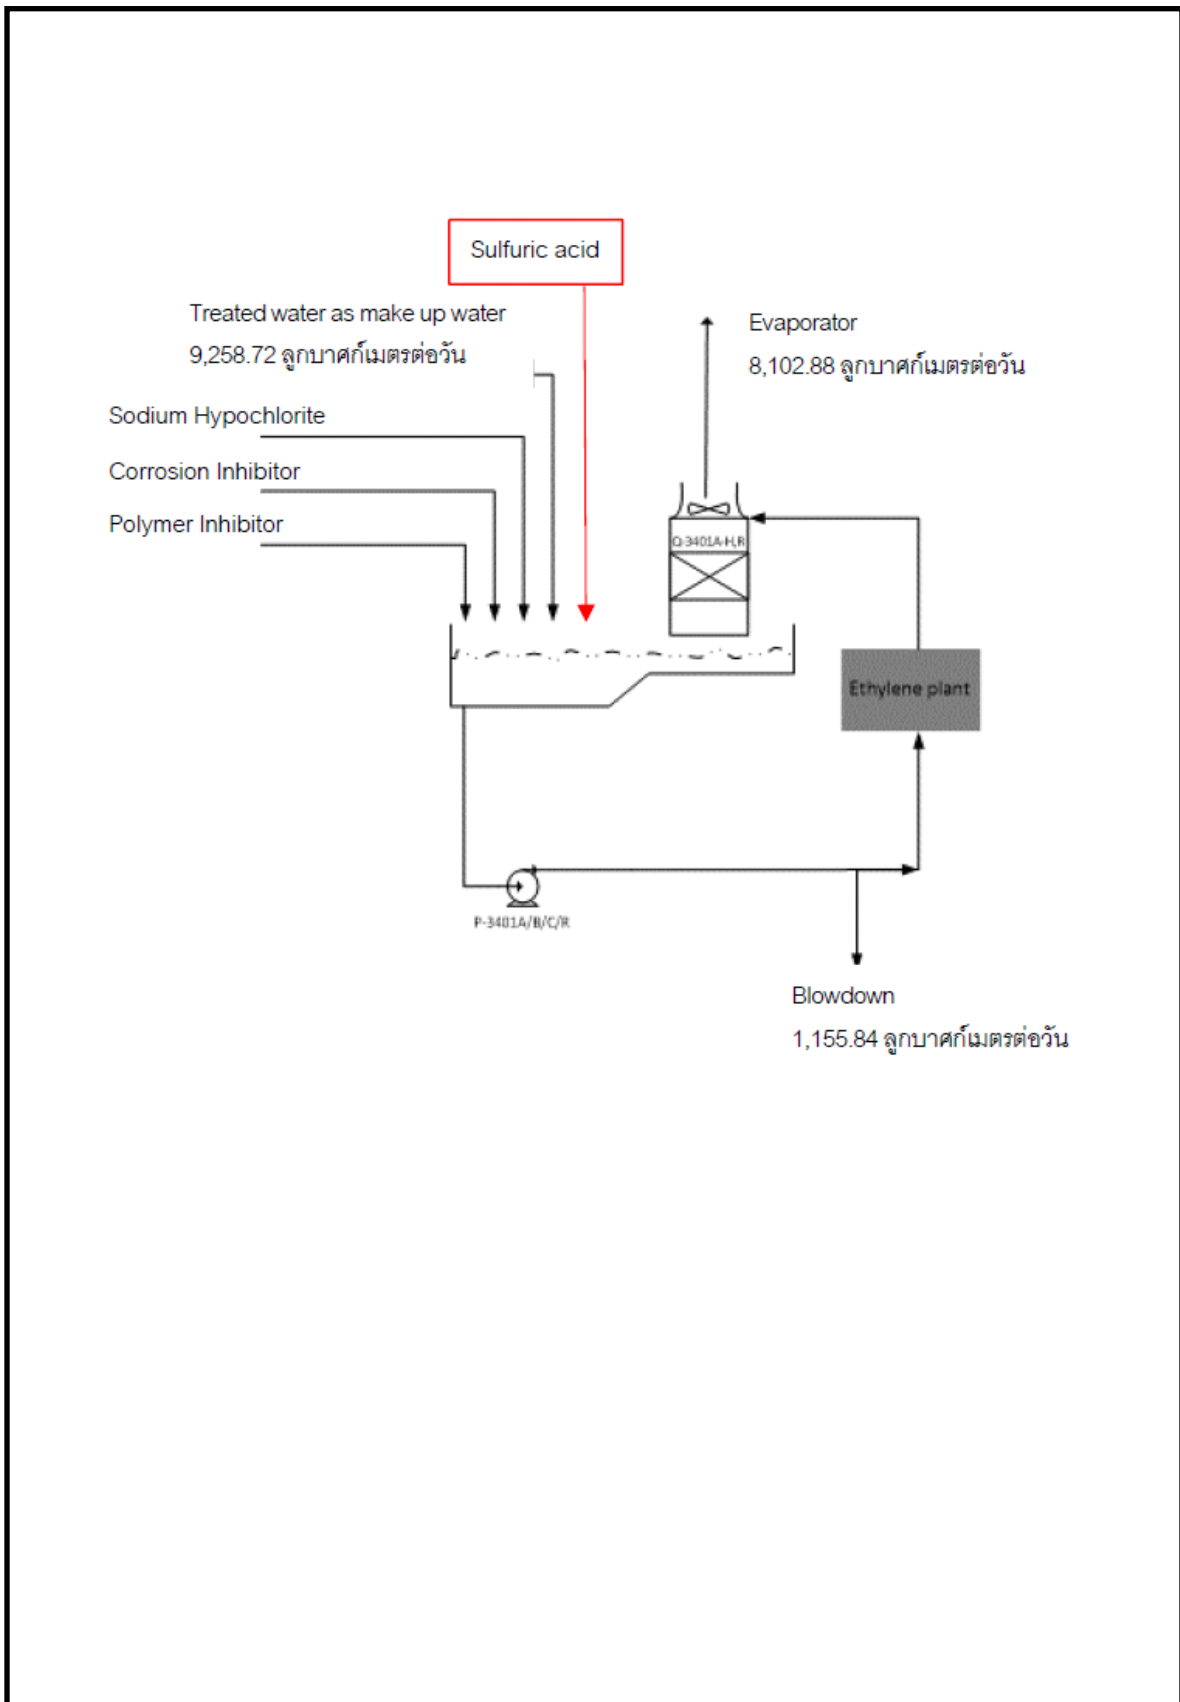 Sulfuric acid
Treated water as make up water
9,258.72 ลูกบาศก์เมตรต่อวัน
Evaporator
8,102.88 ลูกบาศก์เมตรต่อวัน
Sodium Hypochlorite
Corrosion Inhibitor
Polymer Inhibitor
Q-3401A-H,R
Ethylene plant
P-3401A/B/C/R
Blowdown
1,155.84 ลูกบาศก์เมตรต่อวัน